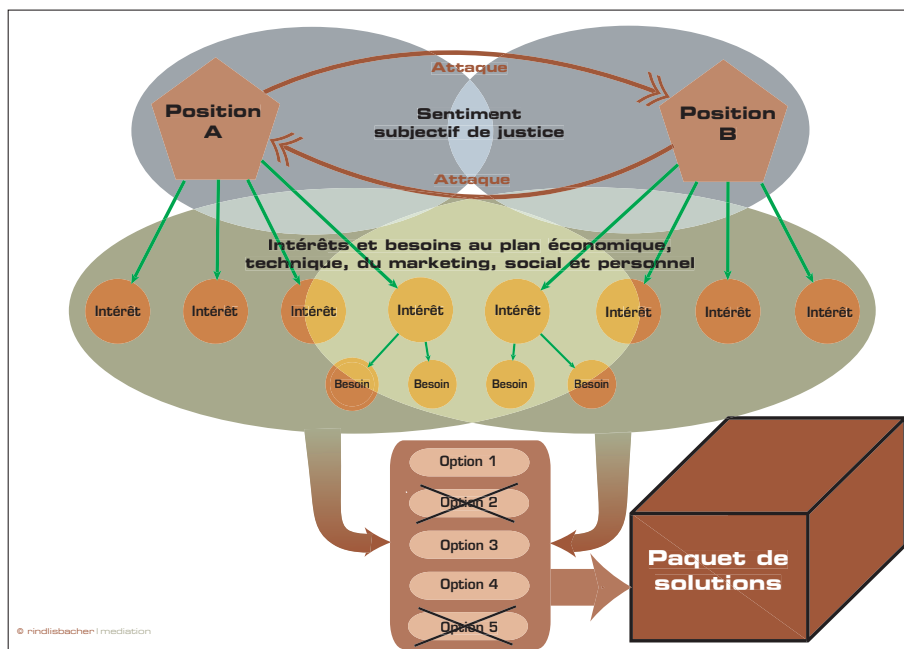 Attaque
Position
A
Sentiment
subjectif de justice
Position
B
Attaque
Intérêts et besoins au plan économique,
technique, du marketing, social et personnel
Intérêt
Intérêt
Intérêt
Intérêt
Intérêt
Intérêt
Intérêt
Intérêt
Besoin
Besoin
Besoin
Besoin
Option 1
Option 2
Option 3
Option 4
Option 5
Paquet de
solutions
© rindlisbacher|mediation